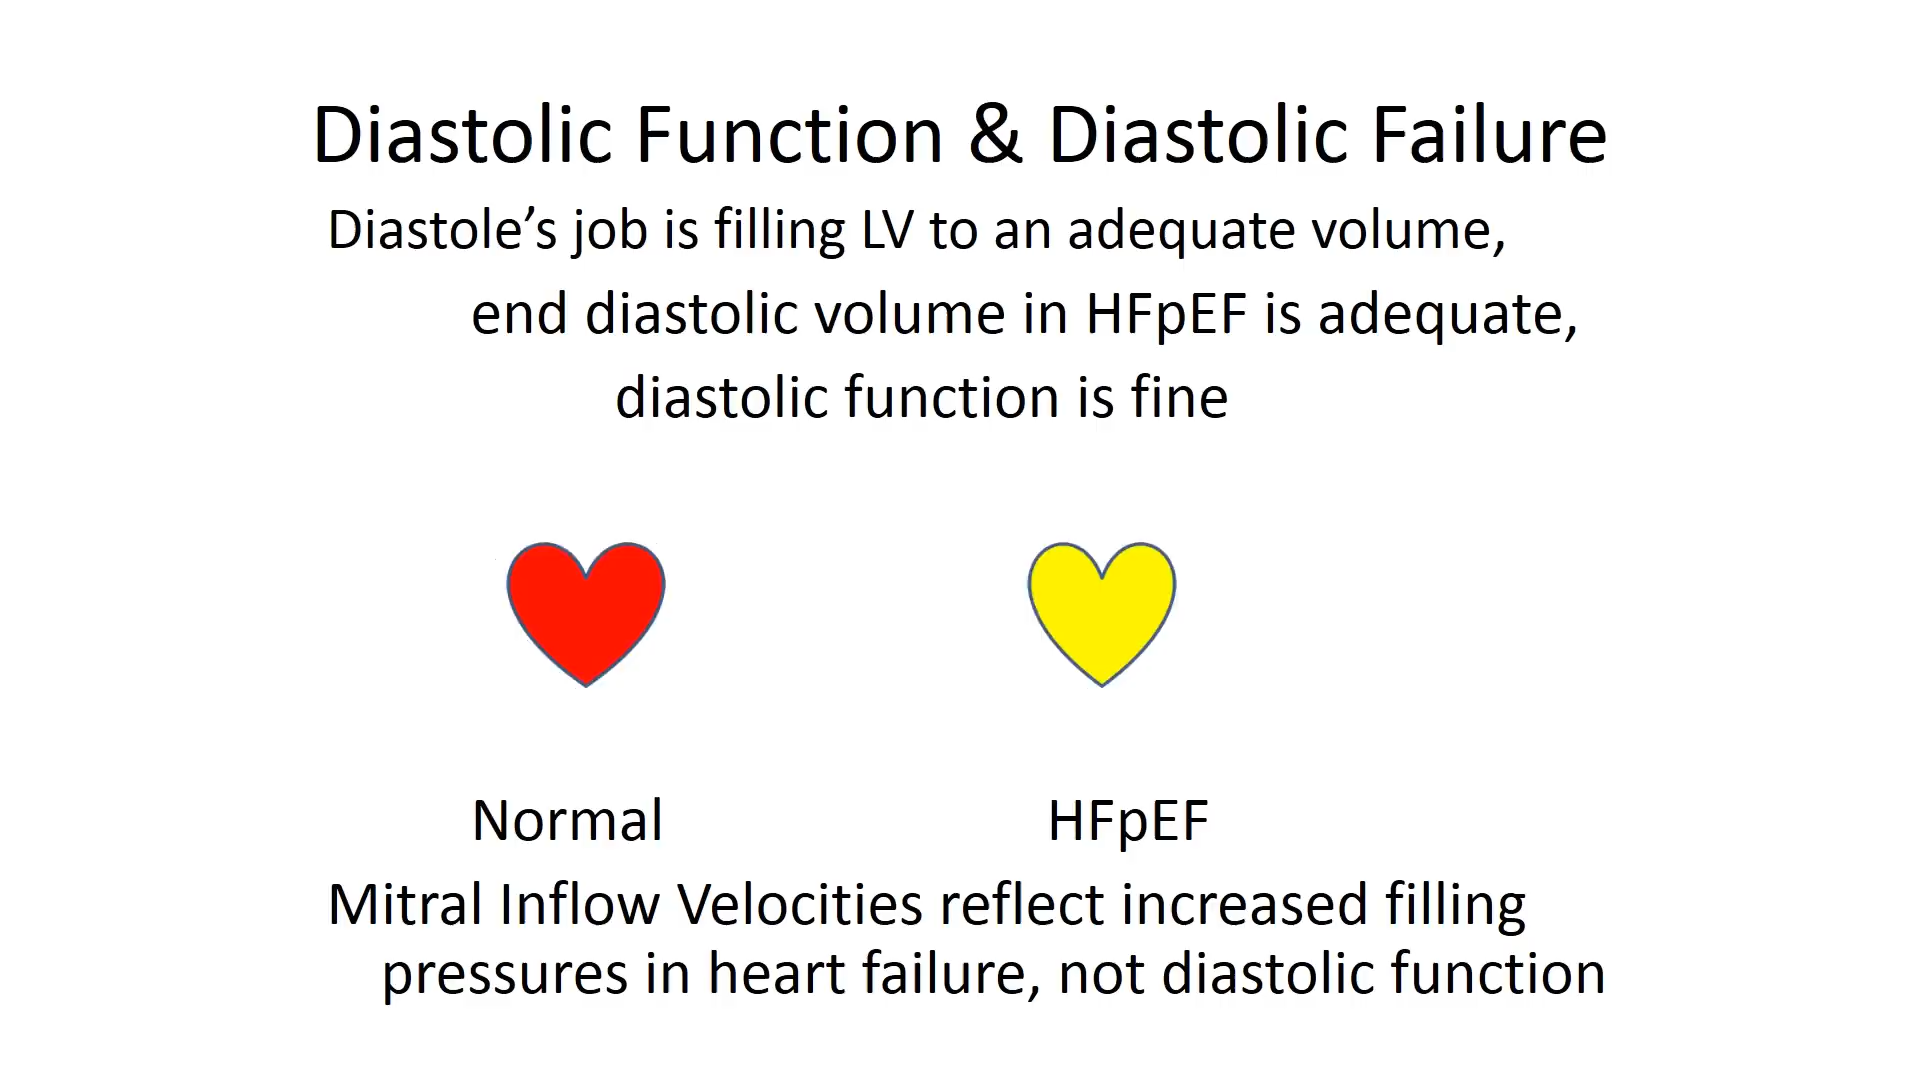 Diastolic Function & Diastolic Failure
Diastole’s job is filling LV to an adequate volume,
end diastolic volume in HFpEF is adequate,
diastolic function is fine
Normal HFpEF
Mitral Inflow Velocities reflect increased filling
pressures in heart failure, not diastolic function